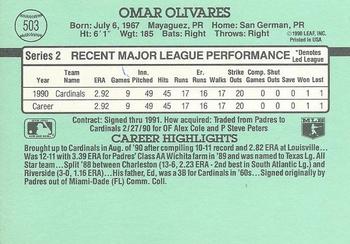 503
OMAR OLIVARES
Born: July 6, 1967 Mayaguez, PR Home: San German, PR
Ht: 6'1" Wgt: 185 Bats: Right Throws: Right
© 1990 LEAF, INC.
Series 2 RECENT MAJOR LEAGUE PERFORMANCE *Denotes Led League
Year Team ERA Games Games Pitched Inn. Pitched Hits Runs ER Walks Strike Outs Comp. Games Shut Outs Save Won Lost
1990 Cardinals 2.92 9 49 45 17 16 17 20 0 0 0 1 1
Career 2.92 9 49 45 17 16 17 20 0 0 0 1 1
Contract: Signed thru 1991. How acquired: Traded from Padres to
Cardinals 2/27/90 for OF Alex Cole and P Steve Peters
CAREER HIGHLIGHTS
Brought up to Cardinals in Aug. of '90 after compiling 10-11 record and 2.82 ERA at Louisville...
Was 12-11 with 3.39 ERA for Padres' Class AA Wichita farm in '89 and was named to Texas Lg. All
Star team...Split '88 between Charleston (13-6, 2.23 ERA - 2nd best in South Atlantic Lg.) and
Riverside (3-0, 1.16 ERA)... His father, Ed, was a 3B for Cardinals in '60s...Signed originally by
Padres out of Miami-Dade (FL) Comm. Coll.